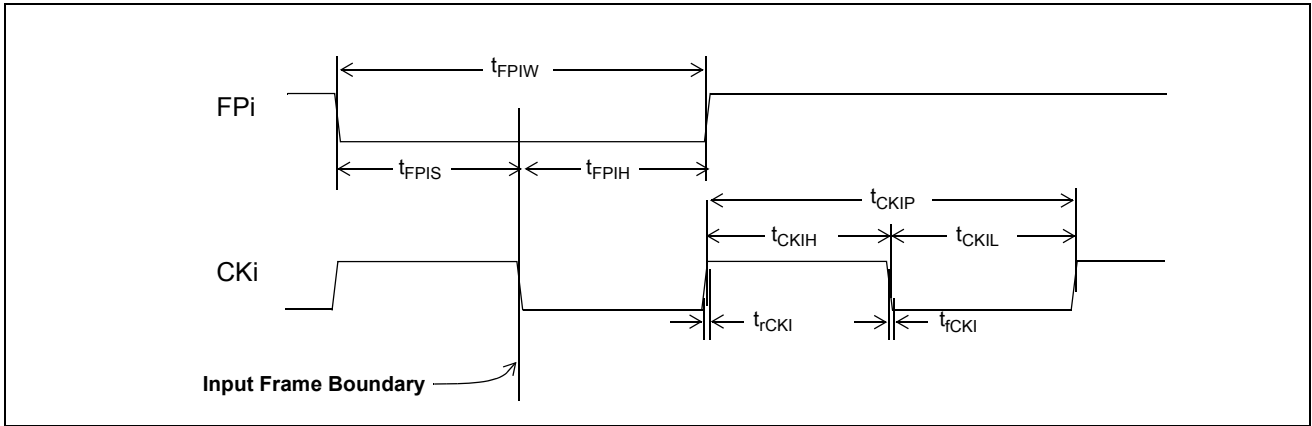 tFPIW
FPi
tFPIS
tFPIH
tCKIP
tCKIH
tCKIL
CKi
trCKI
tfCKI
Input Frame Boundary